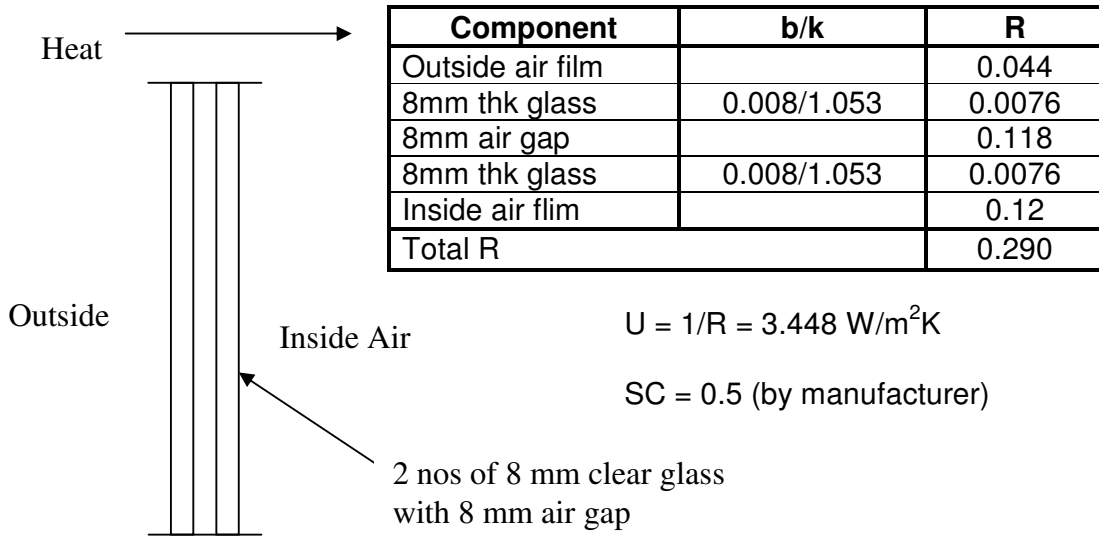 Heat
Component b/k R
Outside air film 0.044
8mm thk glass 0.008/1.053 0.0076
8mm air gap 0.118
8mm thk glass 0.008/1.053 0.0076
Inside air flim 0.12
Total R 0.290
Outside
Inside Air
U = 1/R = 3.448 W/m²K
SC = 0.5 (by manufacturer)
2 nos of 8 mm clear glass
with 8 mm air gap